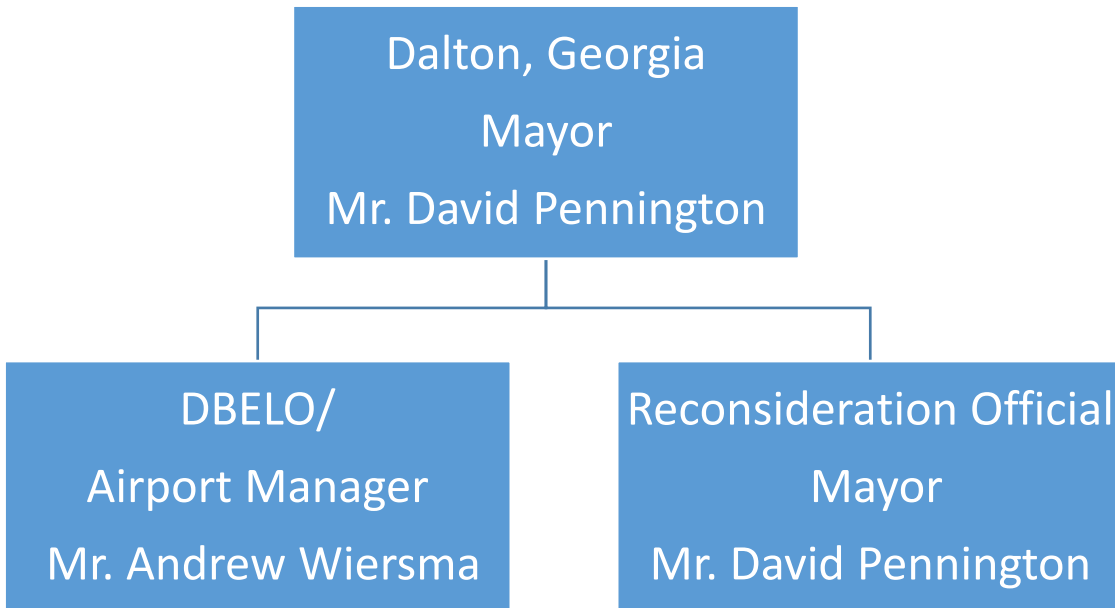 Dalton, Georgia
Mayor
Mr. David Pennington
DBELO/
Airport Manager
Mr. Andrew Wiersma
Reconsideration Official
Mayor
Mr. David Pennington